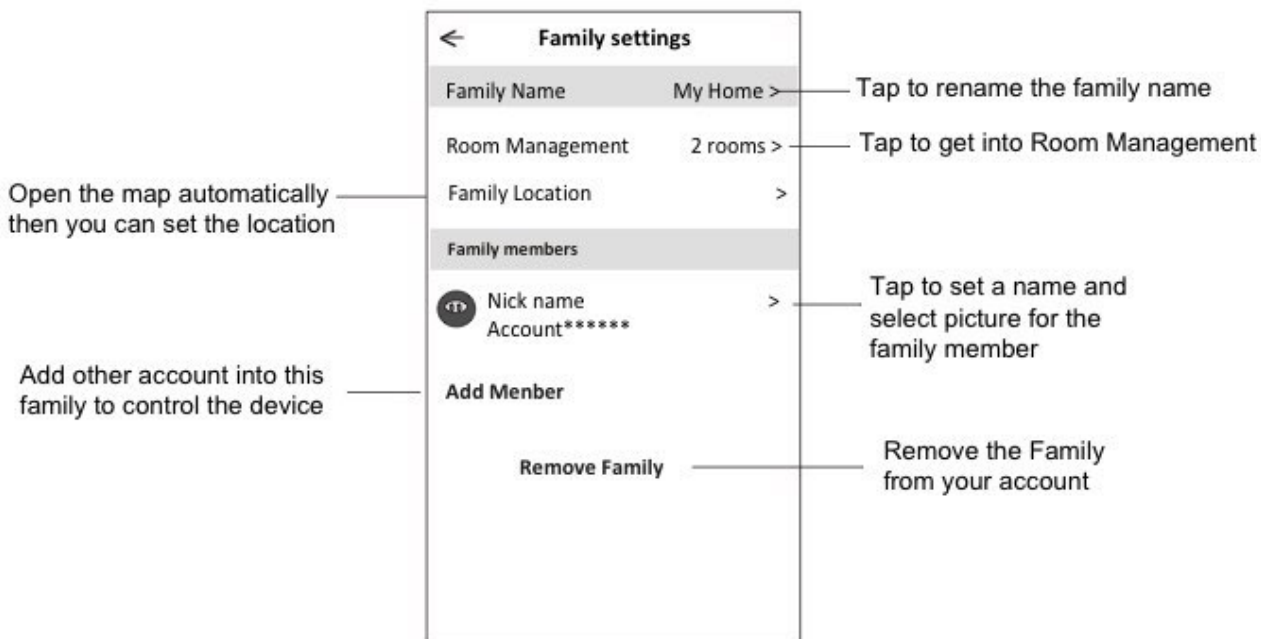 ← Family settings
Family Name My Home >
Tap to rename the family name
Room Management 2 rooms >
Tap to get into Room Management
Open the map automatically
then you can set the location
Family Location >
Family members
Nick name >
Account******
Tap to set a name and
select picture for the
family member
Add other account into this
family to control the device
Add Menber
Remove Family
Remove the Family
from your account